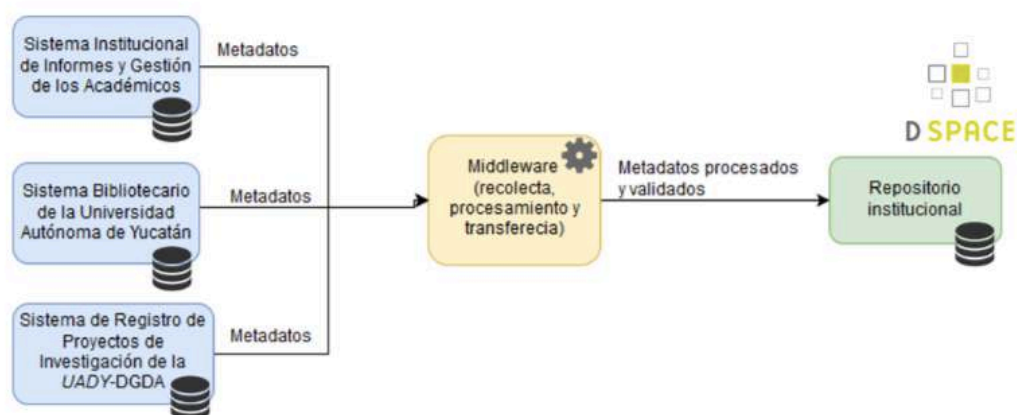 Sistema Institucional
de Informes y Gestión
de los Académicos
Metadatos
Sistema Bibliotecario
de la Universidad
Autónoma de Yucatán
Metadatos
Sistema de Registro de
Proyectos de
Investigación de la
UADY-DGDA
Metadatos
Middleware
(recolecta,
procesamiento y
transferecia)
Metadatos procesados
y validados
DSPACE
Repositorio
institucional